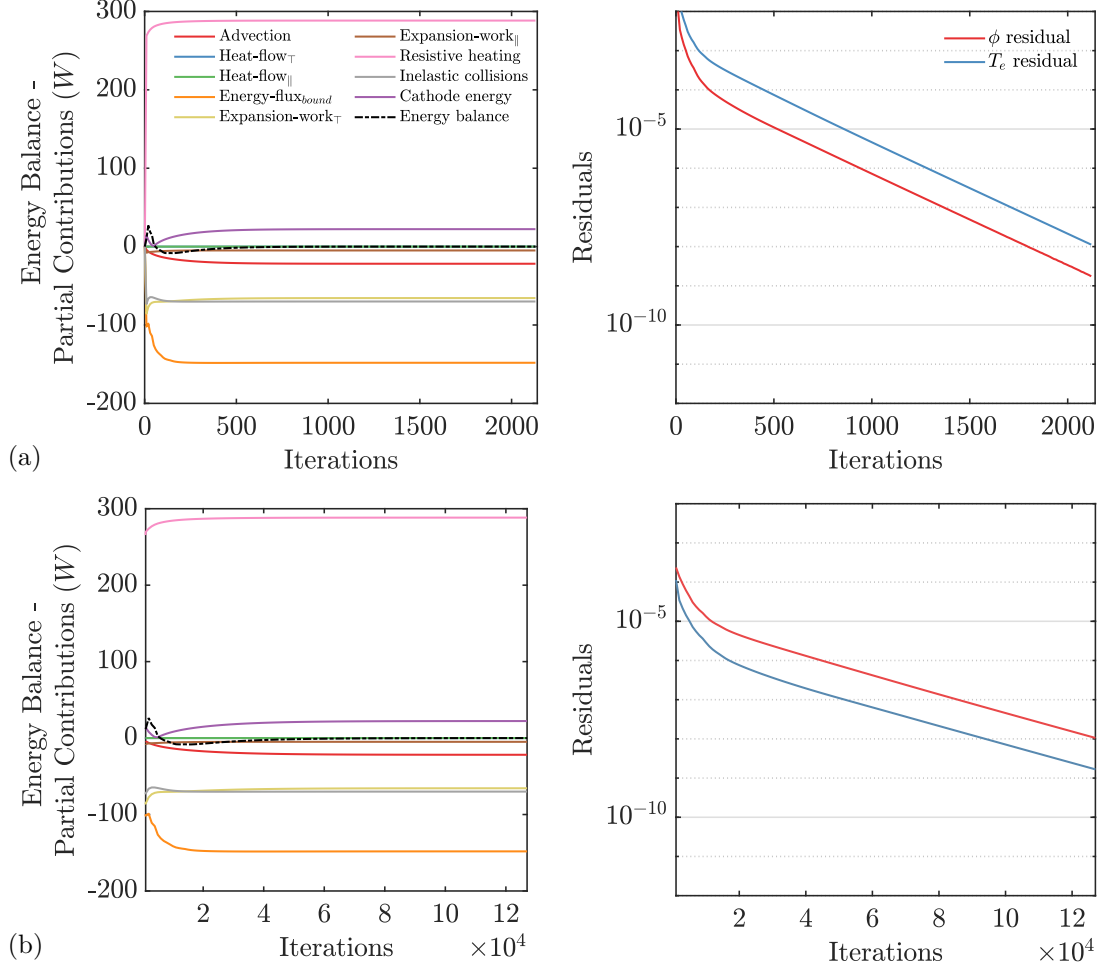 300
200
100
0
-100
-200
Energy Balance -
Partial Contributions (W)
Advection
Heat-flow⊤
Heat-flow∥
Energy-flux_bound
Expansion-work⊤
Expansion-work∥
Resistive heating
Inelastic collisions
Cathode energy
Energy balance
0 500 1000 1500 2000
Iterations
(a)
Residuals
10^-5
10^-10
ϕ residual
T_e residual
0 500 1000 1500 2000
Iterations
300
200
100
0
-100
-200
Energy Balance -
Partial Contributions (W)
2 4 6 8 10 12
Iterations
×10^4
(b)
Residuals
10^-5
10^-10
2 4 6 8 10 12
Iterations
×10^4